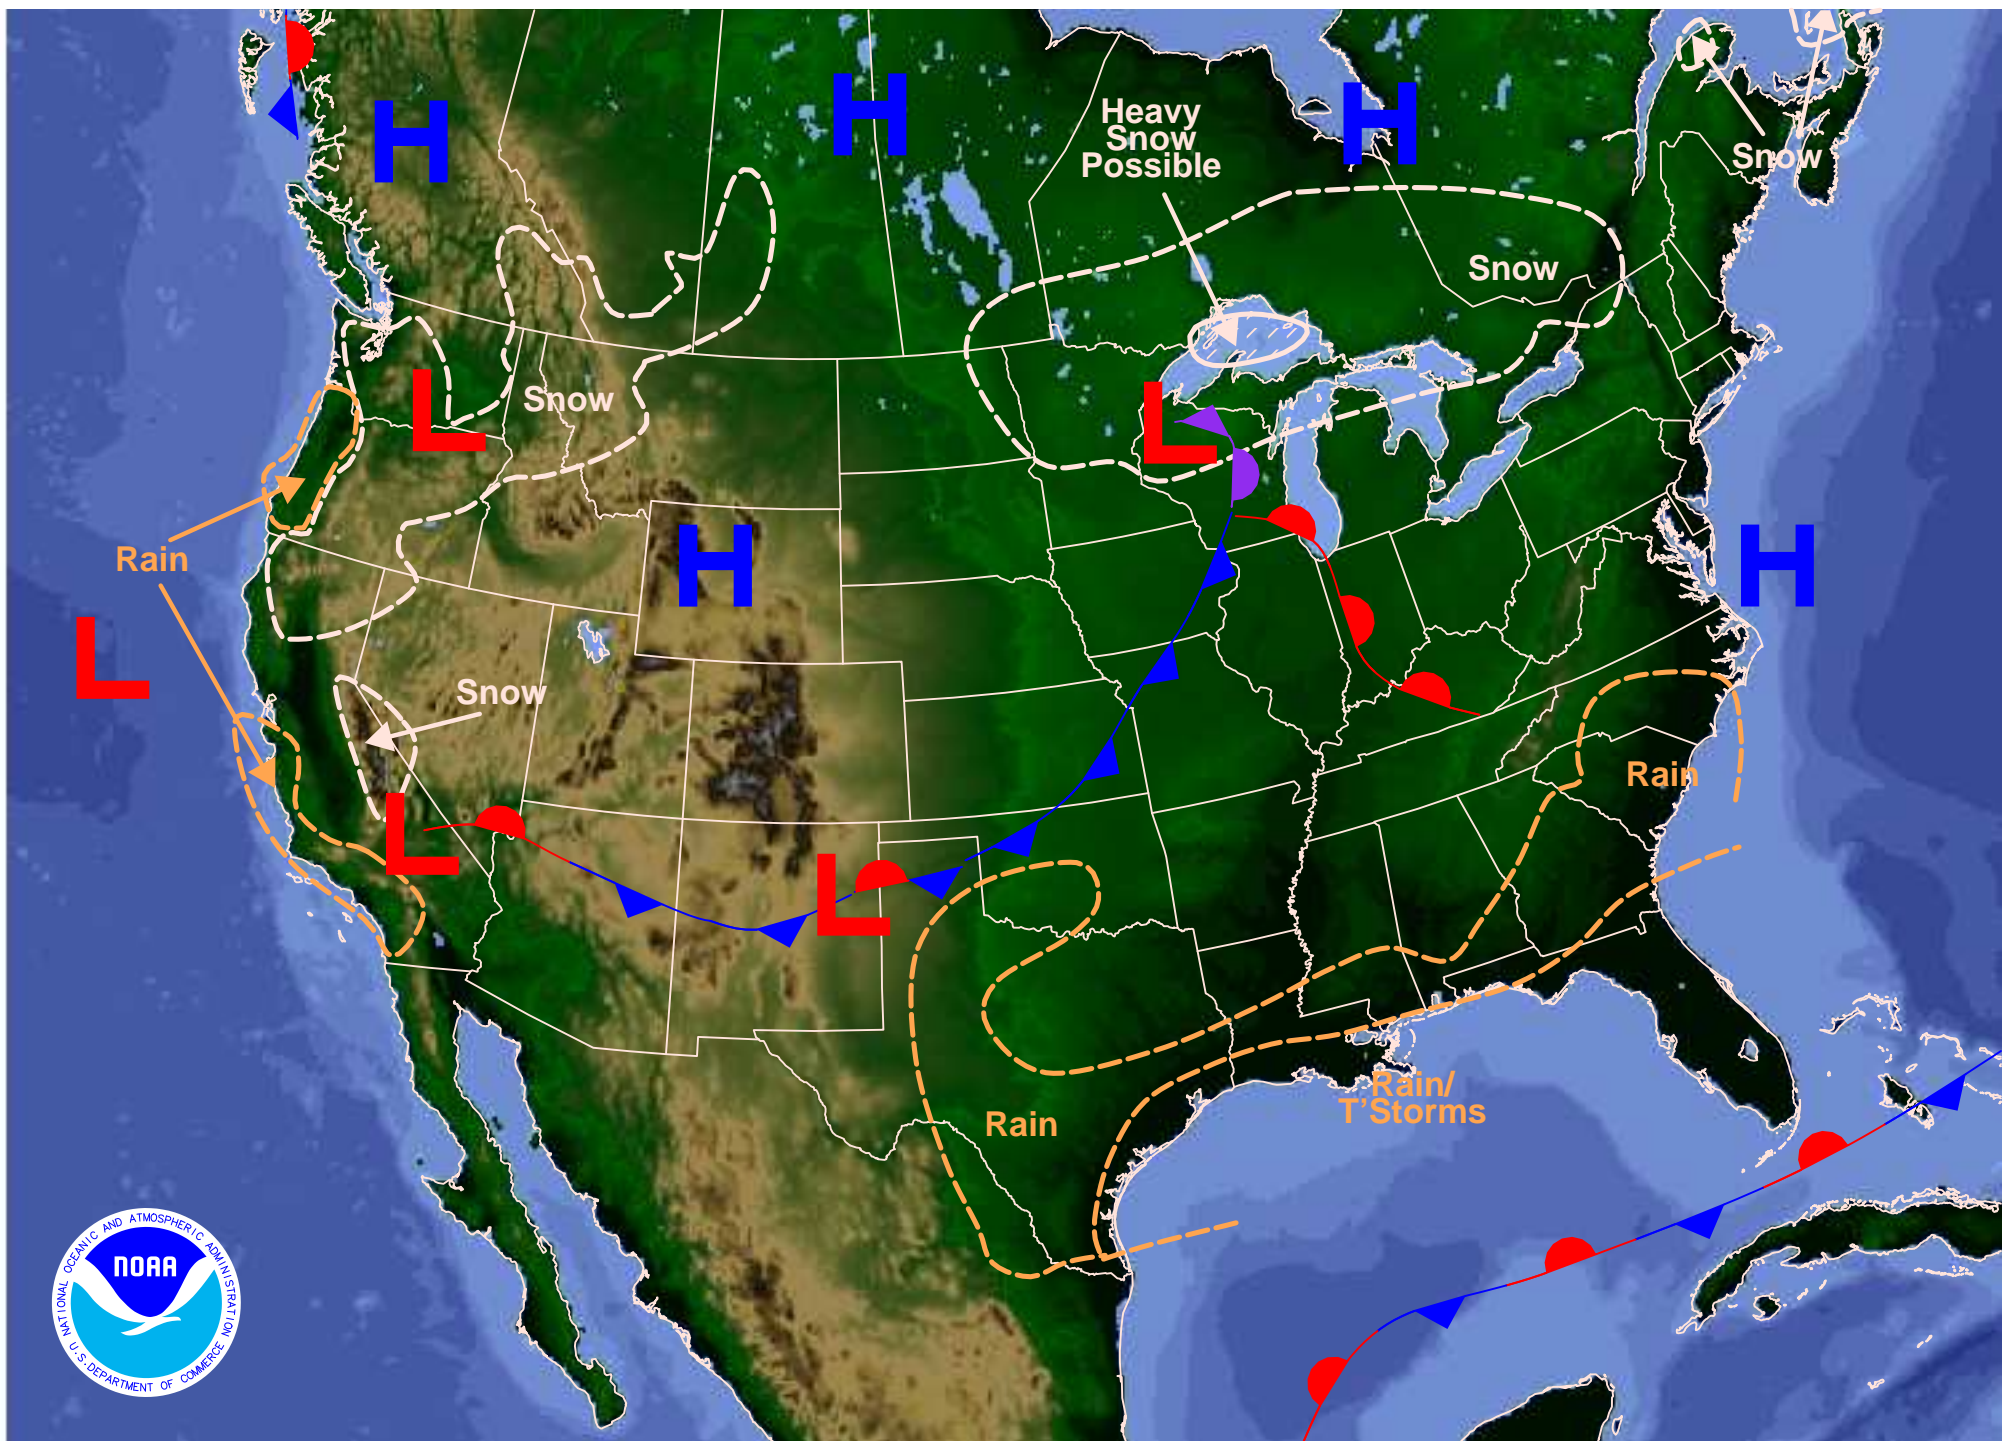 H
H
H
Heavy
Snow
Possible
Snow
Snow
L
Snow
L
Rain
H
H
L
Snow
Rain
L
L
Rain
Rain/
T'Storms
NOAA
NATIONAL OCEANIC AND ATMOSPHERIC ADMINISTRATION
U.S. DEPARTMENT OF COMMERCE